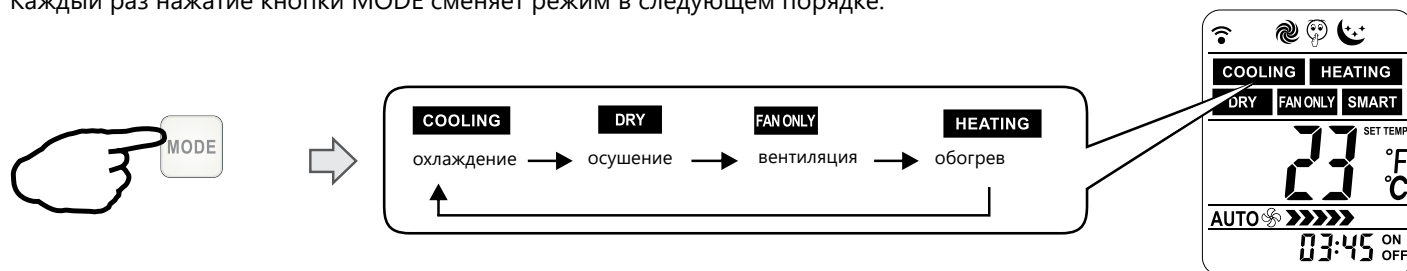 Каждый раз нажатие кнопки MODE сменяет режим в следующем порядке:
MODE
COOLING DRY FAN ONLY HEATING
охлаждение осушение вентиляция обогрев
COOLING HEATING
DRY FAN ONLY SMART
SET TEMP
23 °F
°C
AUTO
03:45 ON
OFF